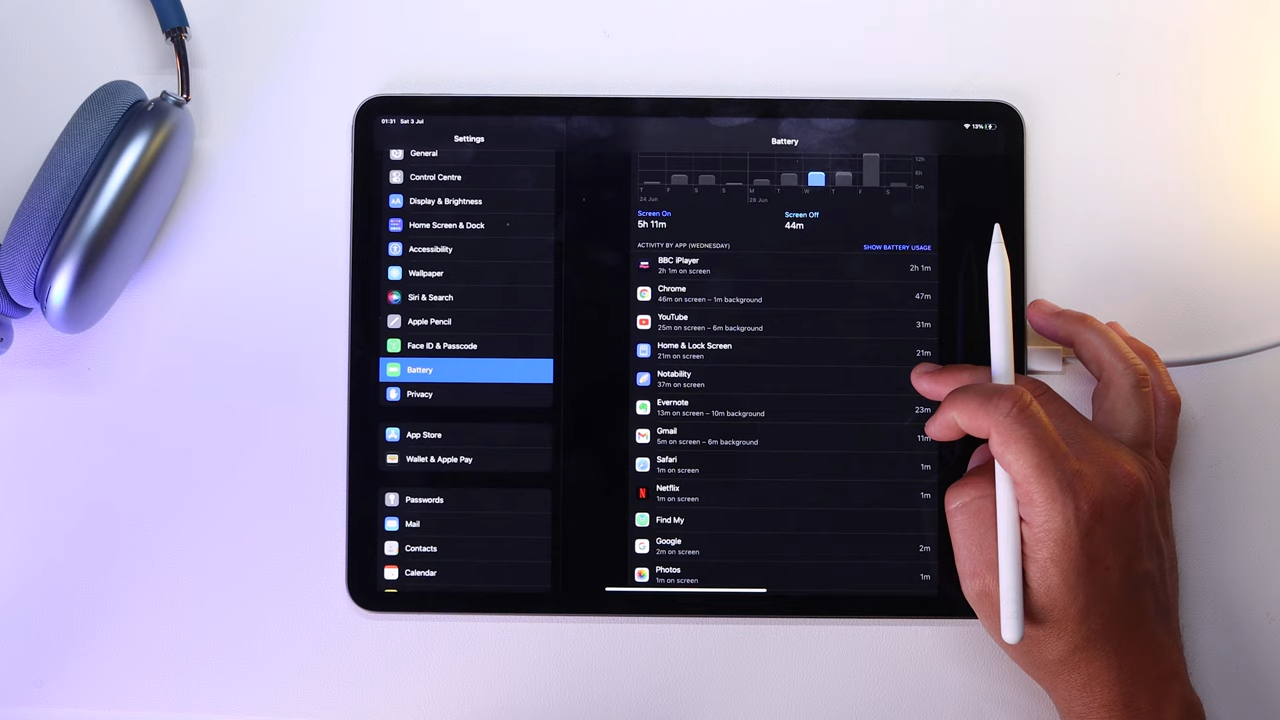 01:31 Sat 3 Jul
13%
Settings
Battery
General
Control Centre
AA Display & Brightness
Home Screen & Dock
Accessibility
Wallpaper
Siri & Search
Apple Pencil
Face ID & Passcode
Battery
Privacy
App Store
Wallet & Apple Pay
Passwords
Mail
Contacts
Calendar
12h
6h
0m
T F S S M T W T F S
24 Jun 28 Jun
Screen On Screen Off
5h 11m 44m
ACTIVITY BY APP (WEDNESDAY) SHOW BATTERY USAGE
BBC iPlayer
2h 1m on screen 2h 1m
Chrome
46m on screen – 1m background 47m
YouTube
25m on screen – 6m background 31m
Home & Lock Screen
21m on screen 21m
Notability
37m on screen
Evernote
13m on screen – 10m background 23m
Gmail
5m on screen – 6m background 11m
Safari
1m on screen 1m
Netflix
1m on screen 1m
Find My
Google
2m on screen 2m
Photos
1m on screen 1m